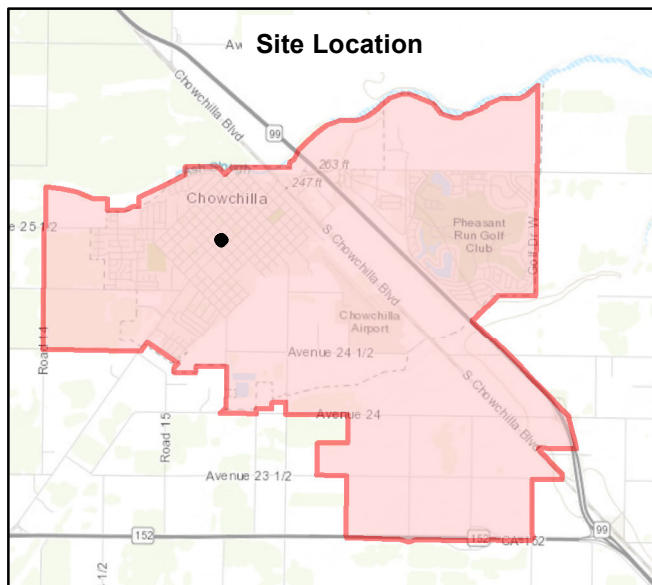 Av
Site Location
Chowchilla Blvd
99
263 ft
247 ft
Chowchilla
e 25-1/2
S Chowchilla Blvd
Pheasant
Run Golf
Club
Golf Dr W
Chowchilla
Airport
Road 14
Avenue 24 1/2
S Chowchilla Blvd
Road 15
Avenue 24
Avenue 23-1/2
152
152
CA-152
99
-1/2